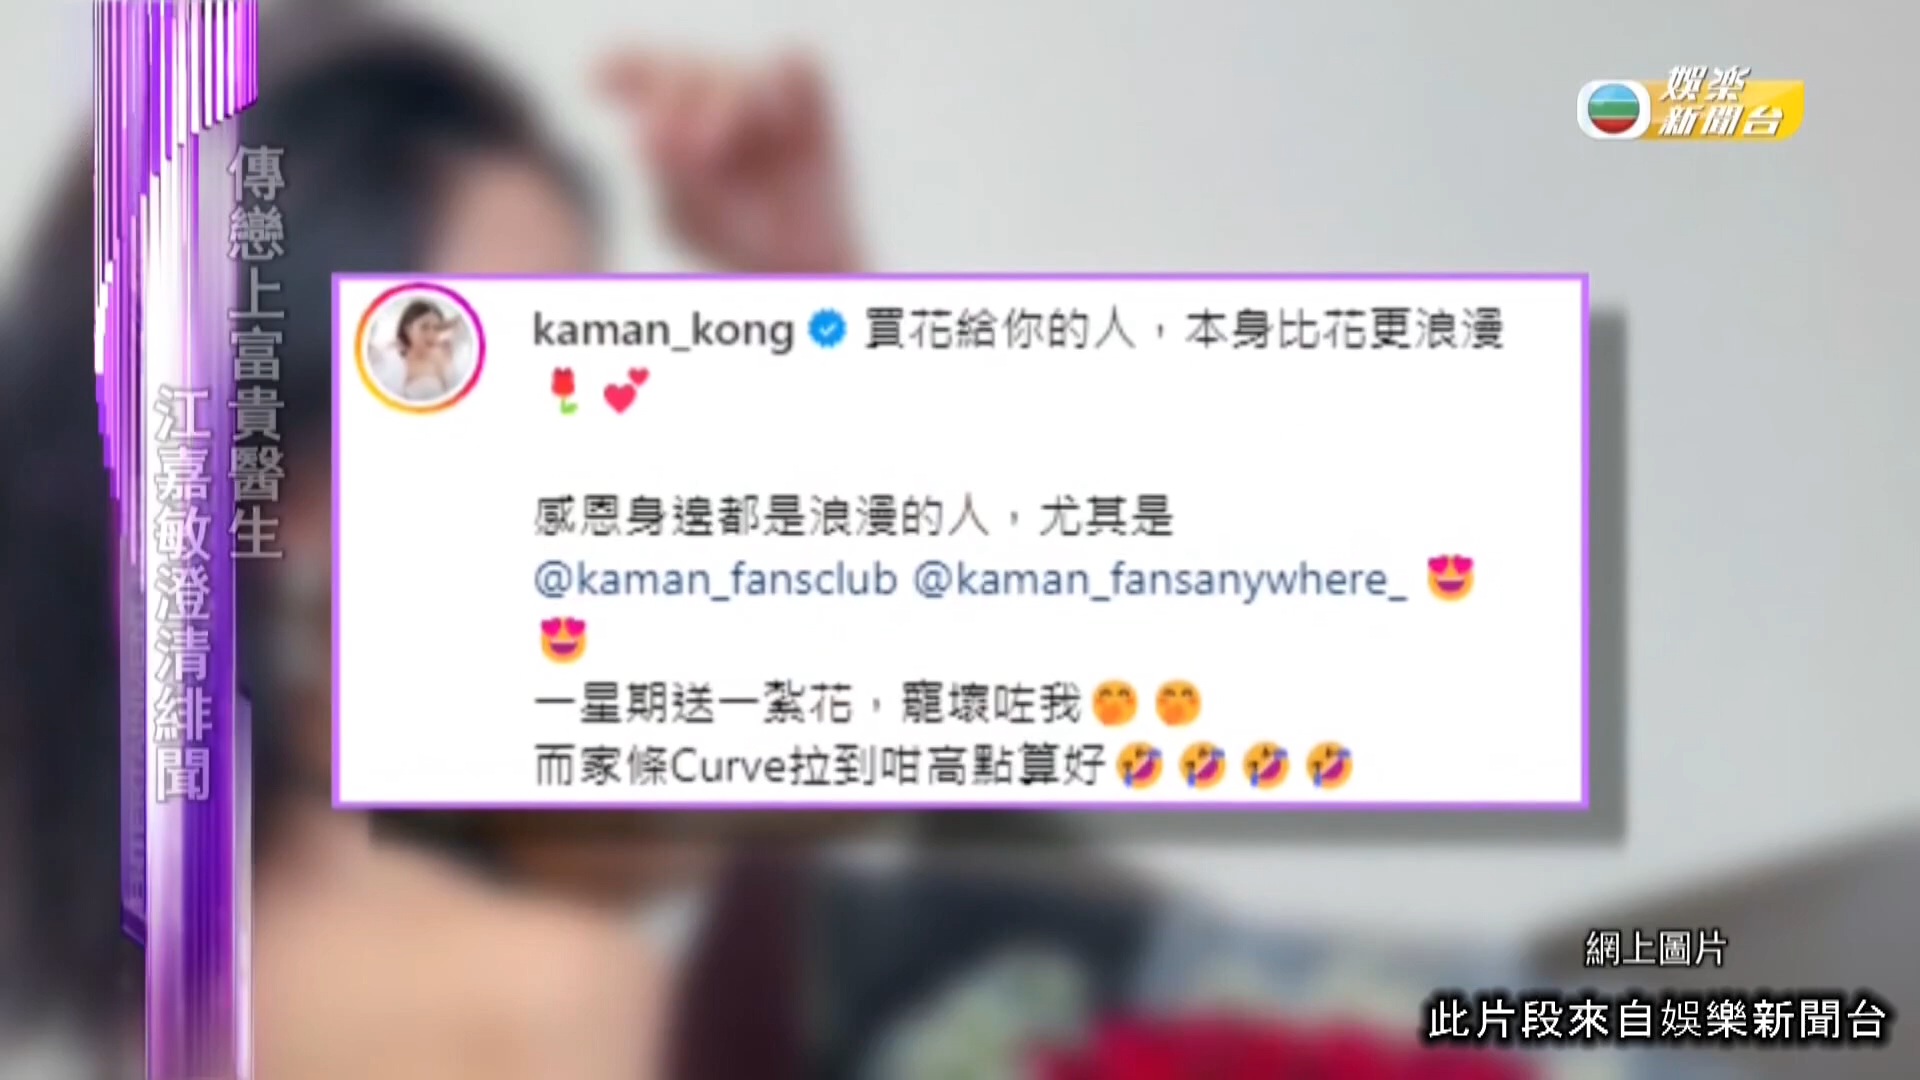 娛樂
新聞台
傳戀上富貴醫生
江嘉敏澄清緋聞
kaman_kong 買花給你的人，本身比花更浪漫
🌷 💕
感恩身邊都是浪漫的人，尤其是
@kaman_fansclub @kaman_fansanywhere_ 😍
😍
一星期送一紮花，寵壞咗我🤭 🤭
而家條Curve拉到咁高點算好🤣 🤣 🤣 🤣
網上圖片
此片段來自娛樂新聞台